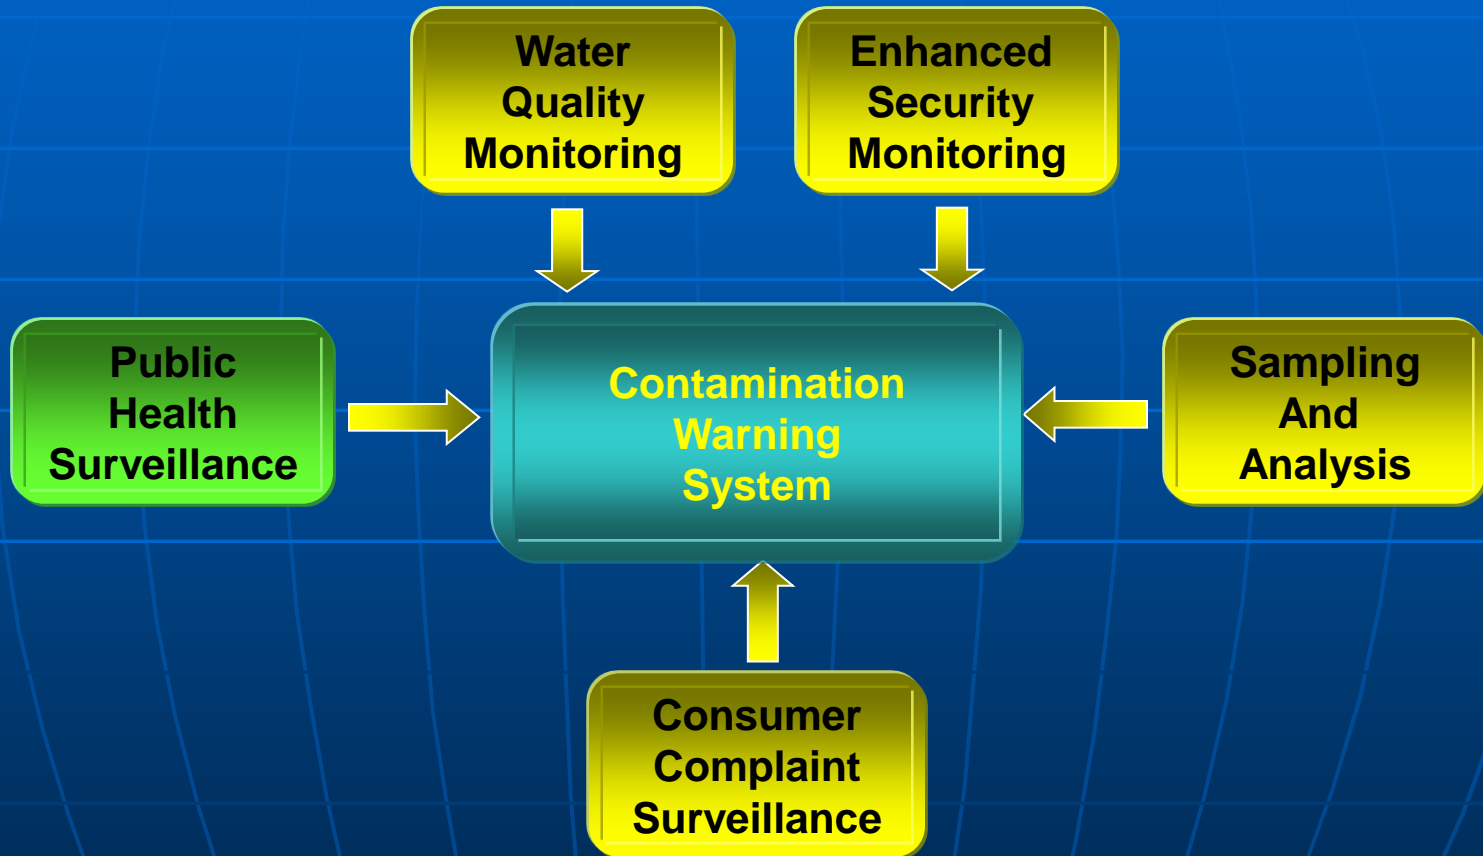 Water
Quality
Monitoring
Enhanced
Security
Monitoring
Public
Health
Surveillance
Contamination
Warning
System
Sampling
And
Analysis
Consumer
Complaint
Surveillance